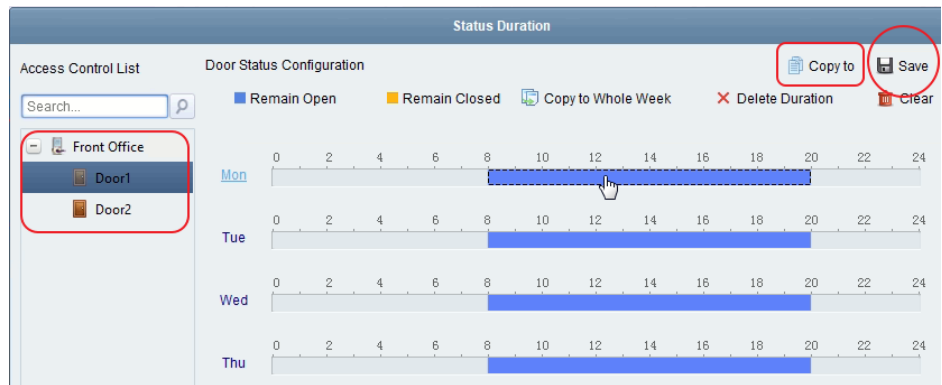 Status Duration
Access Control List
Door Status Configuration
Copy to
Save
Search...
Remain Open
Remain Closed
Copy to Whole Week
Delete Duration
Clear
Front Office
Door1
Door2
0 2 4 6 8 10 12 14 16 18 20 22 24
Mon
0 2 4 6 8 10 12 14 16 18 20 22 24
Tue
0 2 4 6 8 10 12 14 16 18 20 22 24
Wed
0 2 4 6 8 10 12 14 16 18 20 22 24
Thu